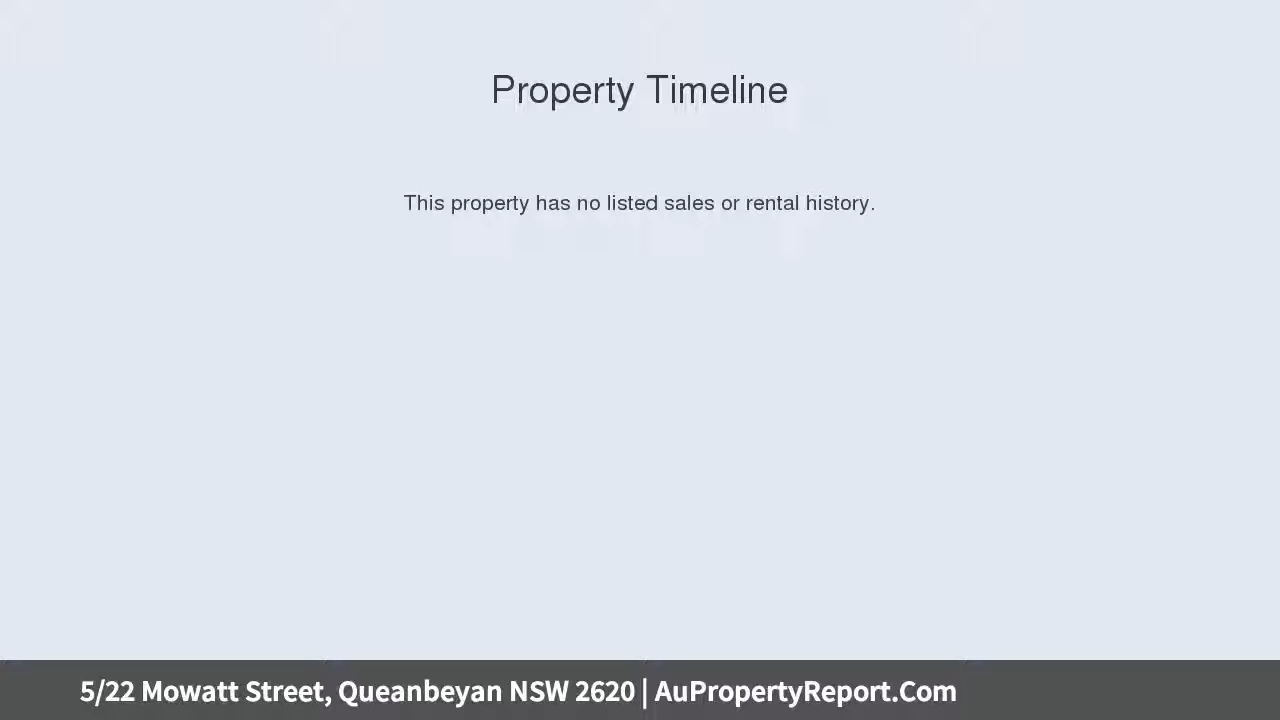 Property Timeline
This property has no listed sales or rental history.
5/22 Mowatt Street, Queanbeyan NSW 2620 | AuPropertyReport.Com